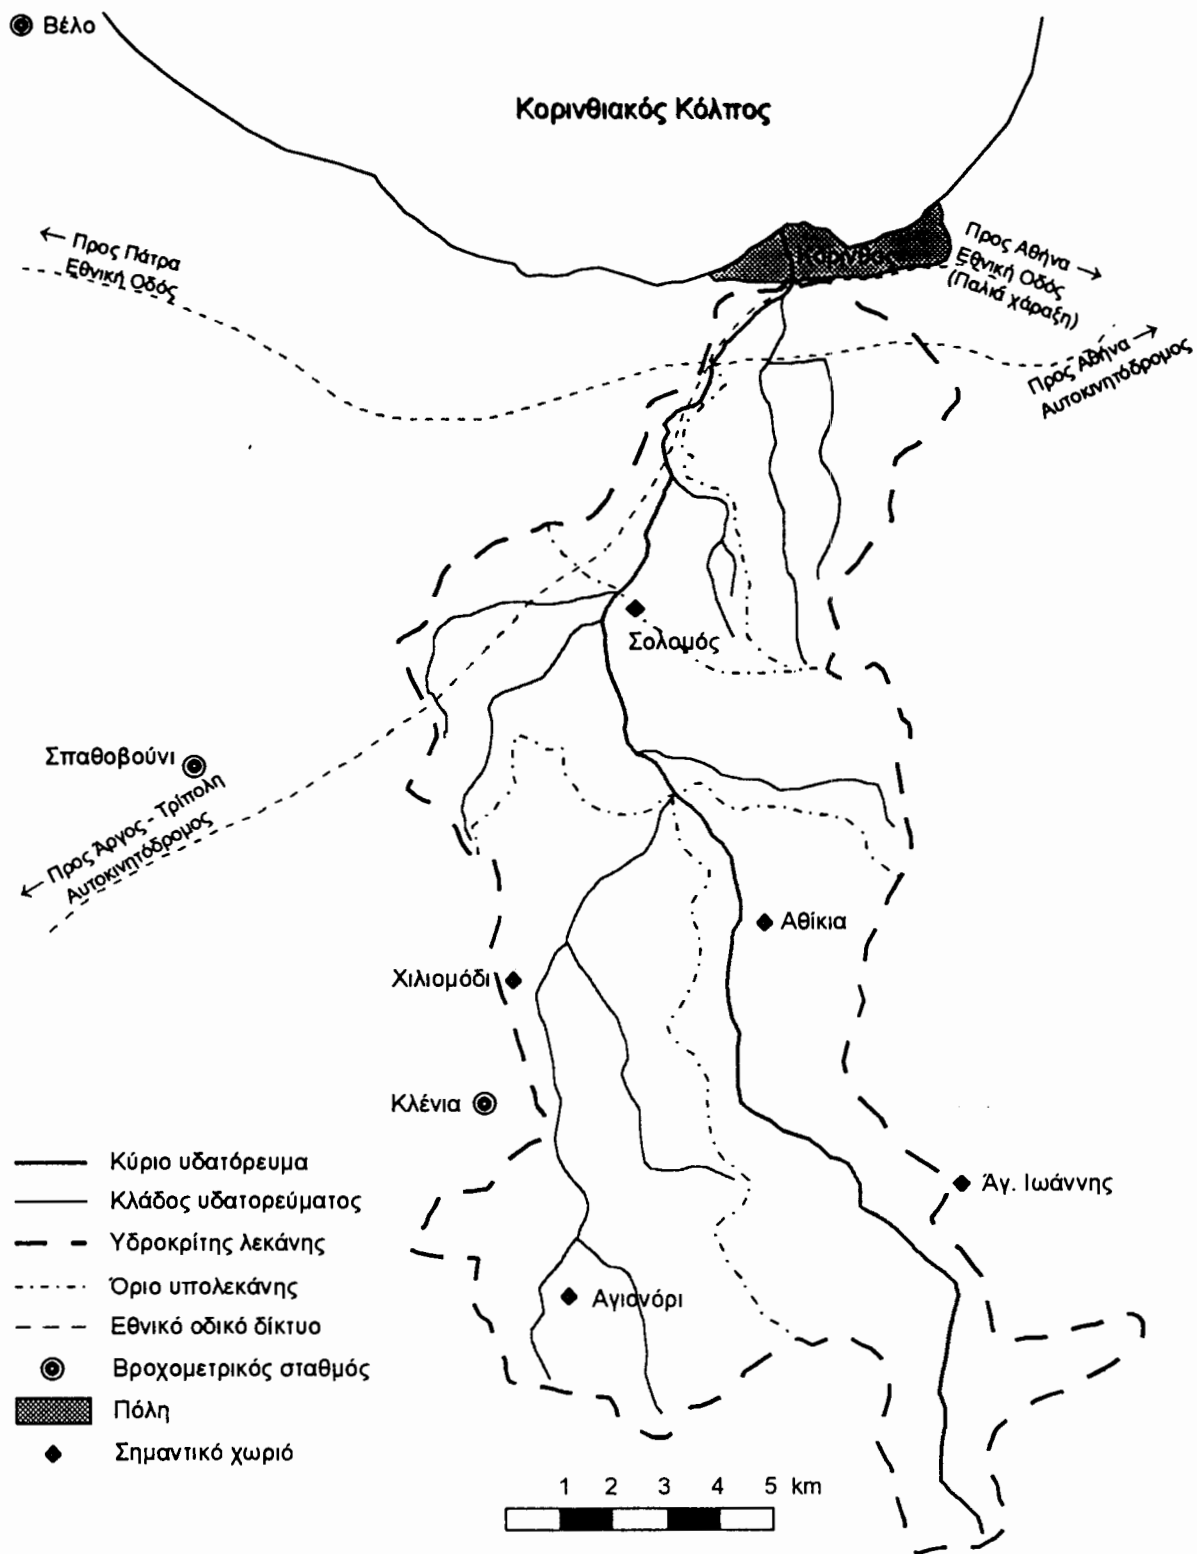 Βέλο
Κορινθιακός Κόλπος
← Προς Πάτρα
Εθνική Οδός
Κόρινθος
Προς Αθήνα →
Εθνική Οδός
(Παλιά χάραξη)
Προς Αθήνα →
Αυτοκινητόδρομος
Σολομός
Σπαθοβούνι
← Προς Άργος - Τρίπολη
Αυτοκινητόδρομος
Αθίκια
Χιλιομόδι
Κλένια
Άγ. Ιωάννης
Αγιονόρι
Κύριο υδατόρευμα
Κλάδος υδατορεύματος
Υδροκρίτης λεκάνης
Όριο υπολεκάνης
Εθνικό οδικό δίκτυο
Βροχομετρικός σταθμός
Πόλη
Σημαντικό χωριό
1 2 3 4 5 km